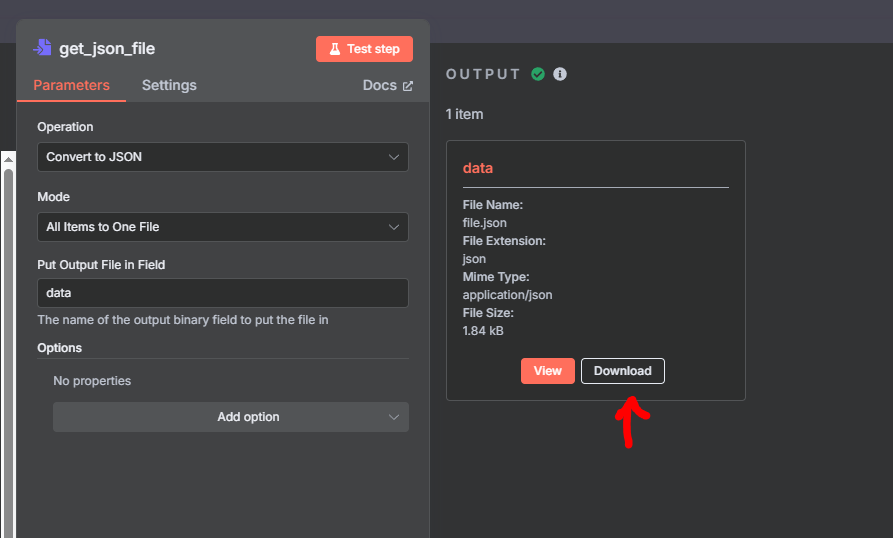 get_json_file
Test step
Parameters
Settings
Docs
Operation
Convert to JSON
Mode
All Items to One File
Put Output File in Field
data
The name of the output binary field to put the file in
Options
No properties
Add option
OUTPUT
1 item
data
File Name:
file.json
File Extension:
json
Mime Type:
application/json
File Size:
1.84 kB
View
Download